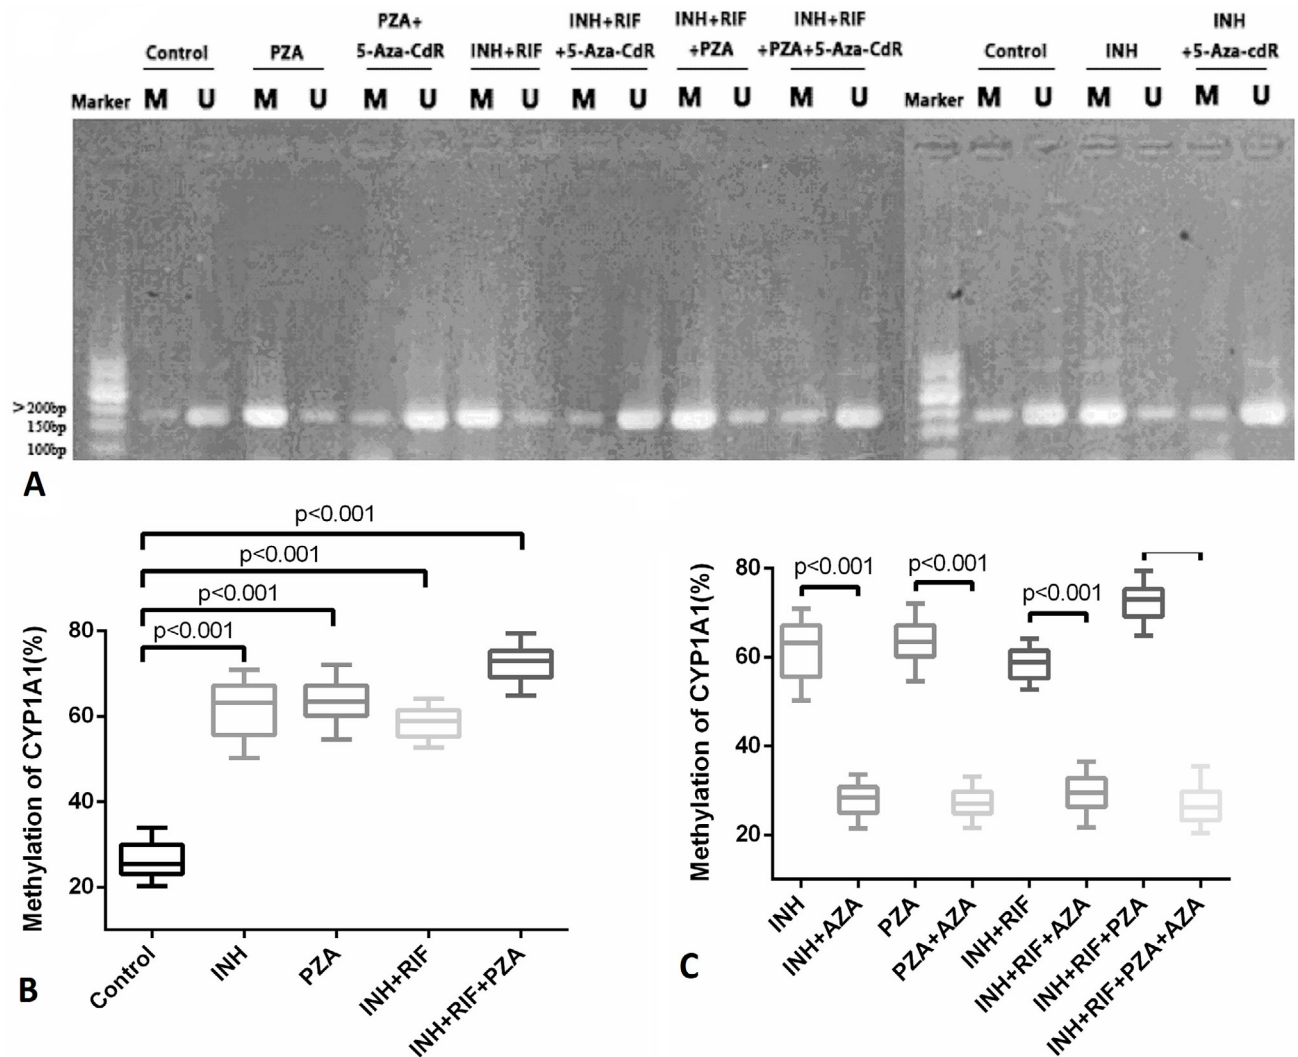 PZA+ INH+RIF INH+RIF INH+RIF INH
Control PZA 5-Aza-CdR INH+RIF +5-Aza-CdR +PZA +PZA+5-Aza-CdR Control INH +5-Aza-cdR
Marker M U M U M U M U M U M U M U Marker M U M U M U
>200bp
150bp
100bp
A
p<0.001
p<0.001
p<0.001
p<0.001
Methylation of CYP1A1(%)
80
60
40
20
Control
INH
PZA
INH+RIF
INH+RIF+PZA
B
p<0.001
p<0.001
p<0.001
Methylation of CYP1A1(%)
80
60
40
20
INH
INH+AZA
PZA
PZA+AZA
INH+RIF
INH+RIF+AZA
INH+RIF+PZA
INH+RIF+PZA+AZA
C